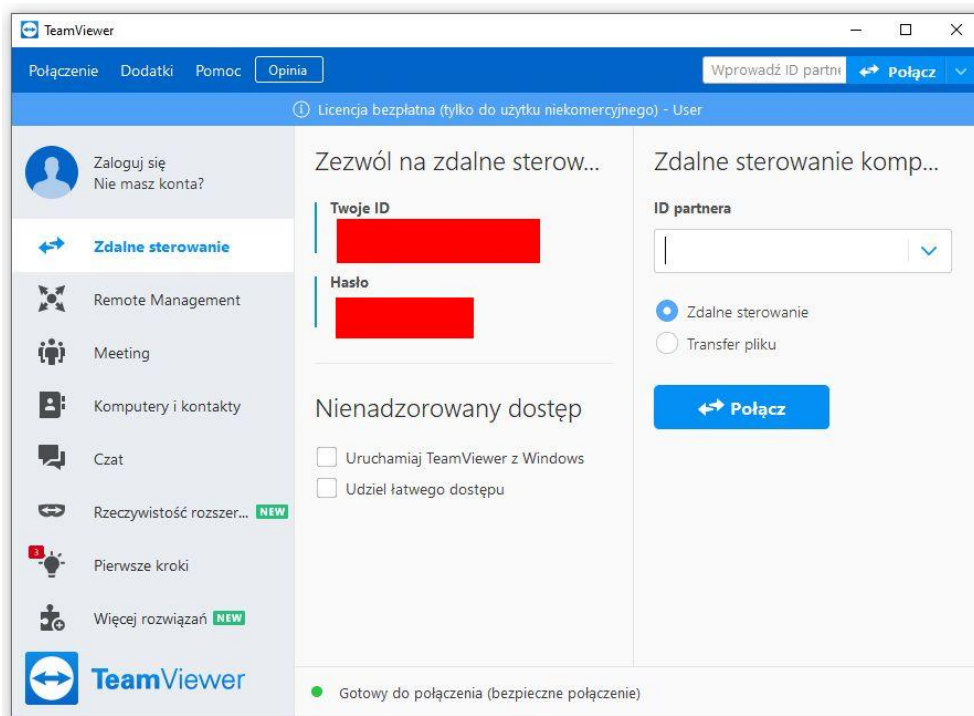 TeamViewer
Połączenie Dodatki Pomoc Opinia
Wprowadź ID partne Połącz
Licencja bezpłatna (tylko do użytku niekomercyjnego) - User
Zaloguj się
Nie masz konta?
Zdalne sterowanie
Remote Management
Meeting
Komputery i kontakty
Czat
Rzeczywistość rozszer... NEW
3
Pierwsze kroki
Więcej rozwiązań NEW
TeamViewer
Zezwól na zdalne sterow...
Twoje ID
Hasło
Nienadzorowany dostęp
Uruchamiaj TeamViewer z Windows
Udziel łatwego dostępu
Zdalne sterowanie komp...
ID partnera
Zdalne sterowanie
Transfer pliku
Połącz
Gotowy do połączenia (bezpieczne połączenie)